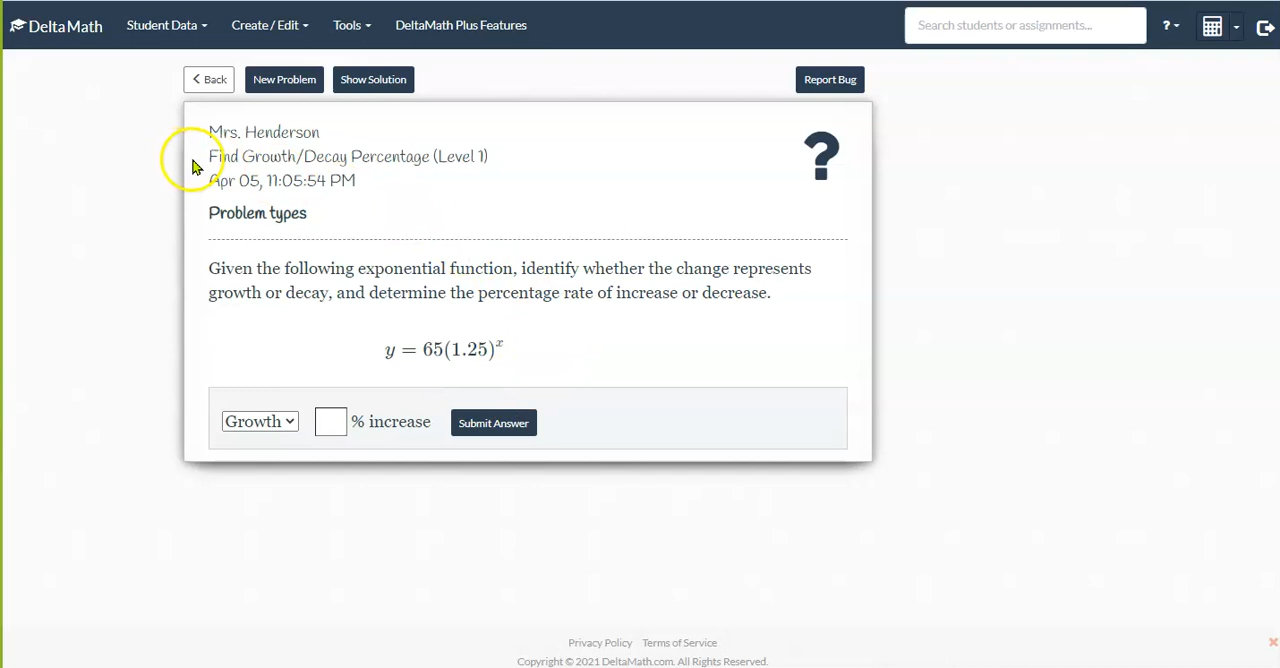 DeltaMath Student Data Create / Edit Tools DeltaMath Plus Features Search students or assignments... ?
Back New Problem Show Solution Report Bug
Mrs. Henderson
Find Growth/Decay Percentage (Level 1)
Apr 05, 11:05:54 PM
?
Problem types
Given the following exponential function, identify whether the change represents
growth or decay, and determine the percentage rate of increase or decrease.
y = 65(1.25)^x
Growth % increase Submit Answer
Privacy Policy Terms of Service
Copyright © 2021 DeltaMath.com. All Rights Reserved.